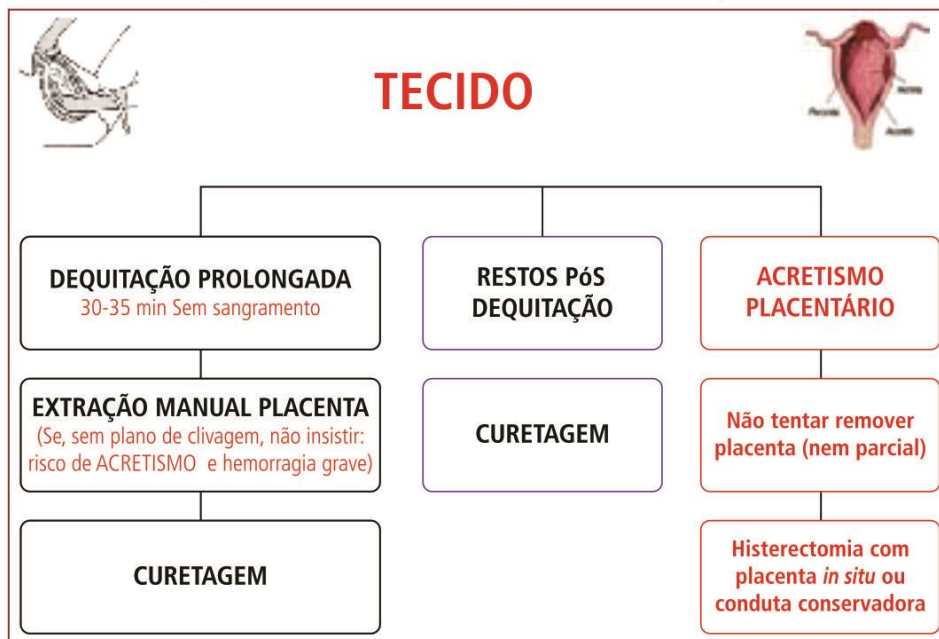 TECIDO
DEQUITAÇÃO PROLONGADA
30-35 min Sem sangramento
EXTRAÇÃO MANUAL PLACENTA
(Se, sem plano de clivagem, não insistir:
risco de ACRETISMO e hemorragia grave)
CURETAGEM
RESTOS PóS
DEQUITAÇÃO
CURETAGEM
ACRETISMO
PLACENTÁRIO
Não tentar remover
placenta (nem parcial)
Histerectomia com
placenta in situ ou
conduta conservadora